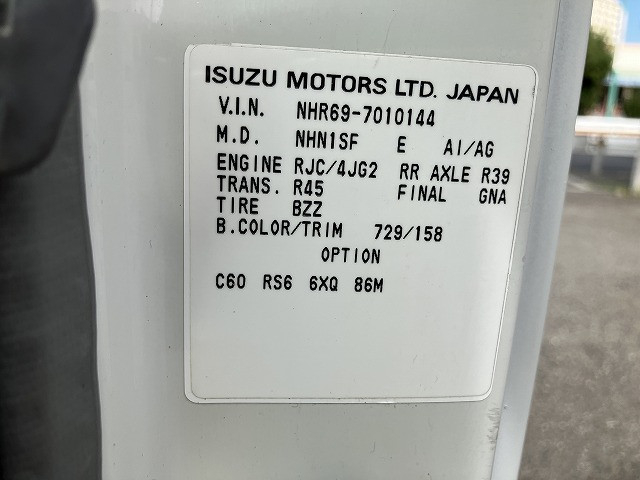 ISUZU MOTORS LTD. JAPAN
V.I.N. NHR69-7010144
M.D. NHN1SF E AI/AG
ENGINE RJC/4JG2 RR AXLE R39
TRANS. R45 FINAL GNA
TIRE BZZ
B.COLOR/TRIM 729/158
OPTION
C60 RS6 6XQ 86M